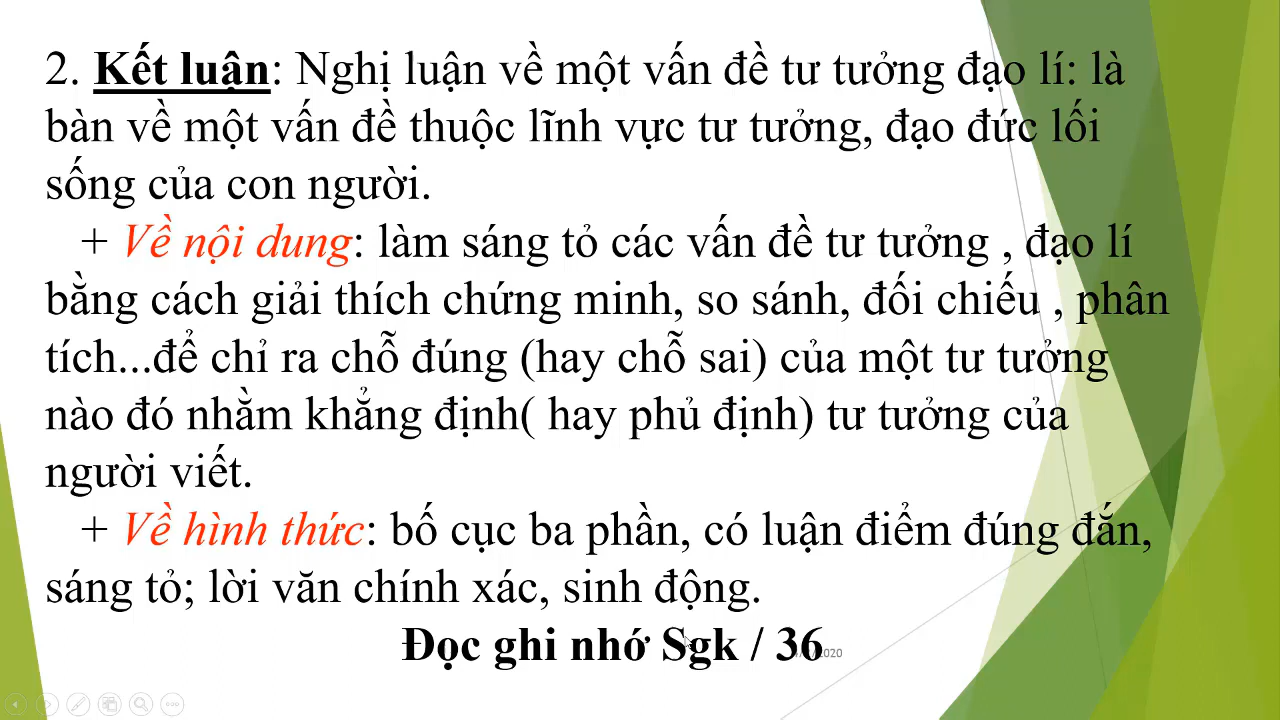 2. Kết luận: Nghị luận về một vấn đề tư tưởng đạo lí: là
bàn về một vấn đề thuộc lĩnh vực tư tưởng, đạo đức lối
sống của con người.
+ Về nội dung: làm sáng tỏ các vấn đề tư tưởng , đạo lí
bằng cách giải thích chứng minh, so sánh, đối chiếu , phân
tích...để chỉ ra chỗ đúng (hay chỗ sai) của một tư tưởng
nào đó nhằm khẳng định( hay phủ định) tư tưởng của
người viết.
+ Về hình thức: bố cục ba phần, có luận điểm đúng đắn,
sáng tỏ; lời văn chính xác, sinh động.
Đọc ghi nhớ Sgk / 36